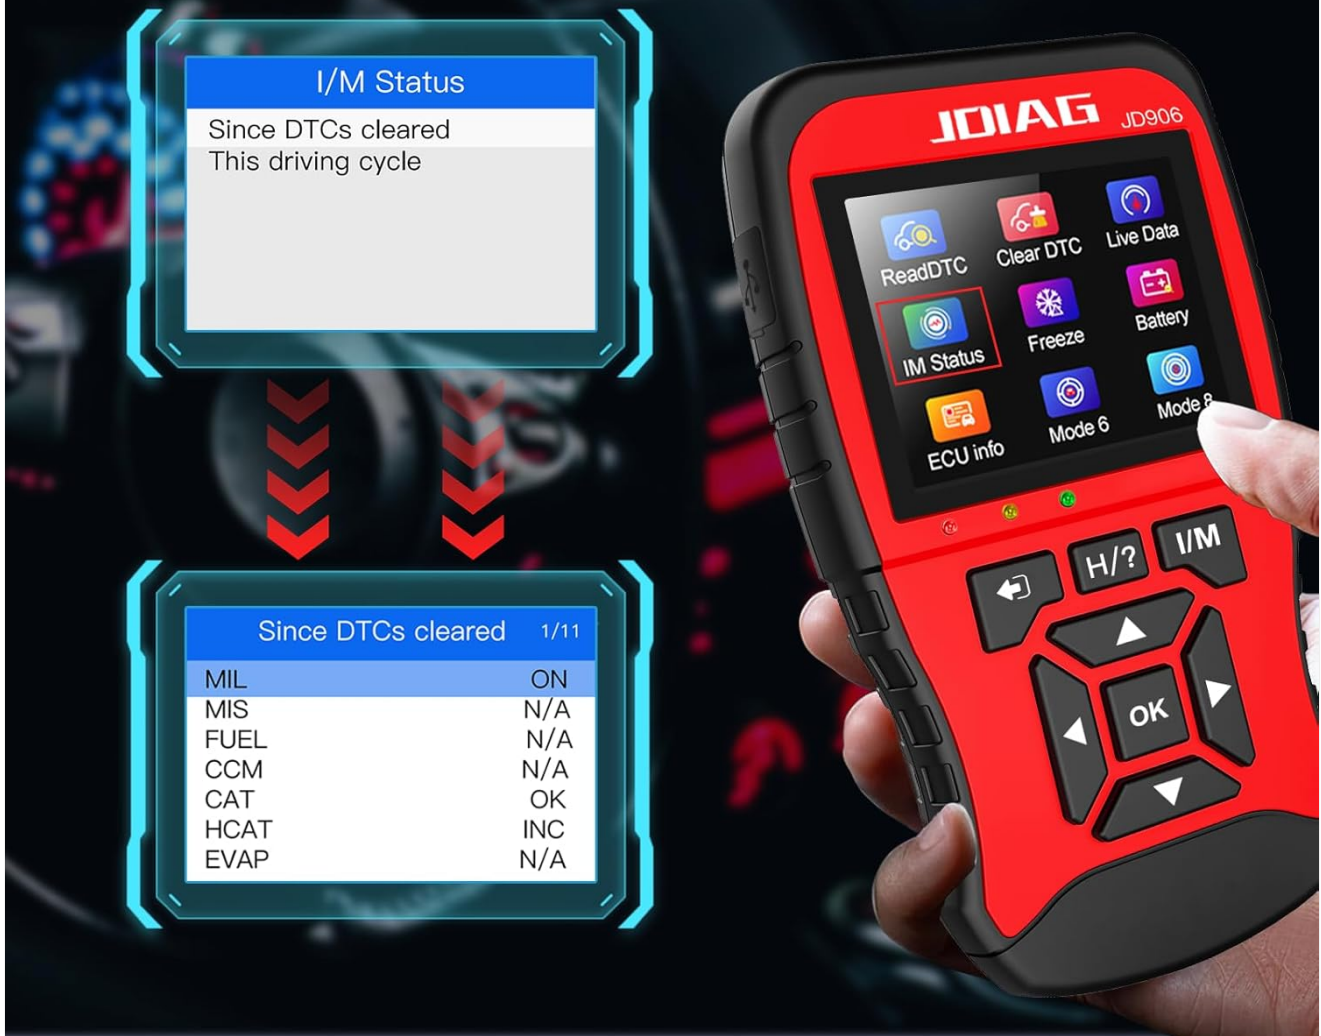 I/M Status
Since DTCs cleared
This driving cycle
Since DTCs cleared 1/11
MIL ON
MIS N/A
FUEL N/A
CCM N/A
CAT OK
HCAT INC
EVAP N/A
JDIAG JD906
ReadDTC Clear DTC Live Data
IM Status Freeze Battery
ECU info Mode 6 Mode 8
H/? I/M
OK